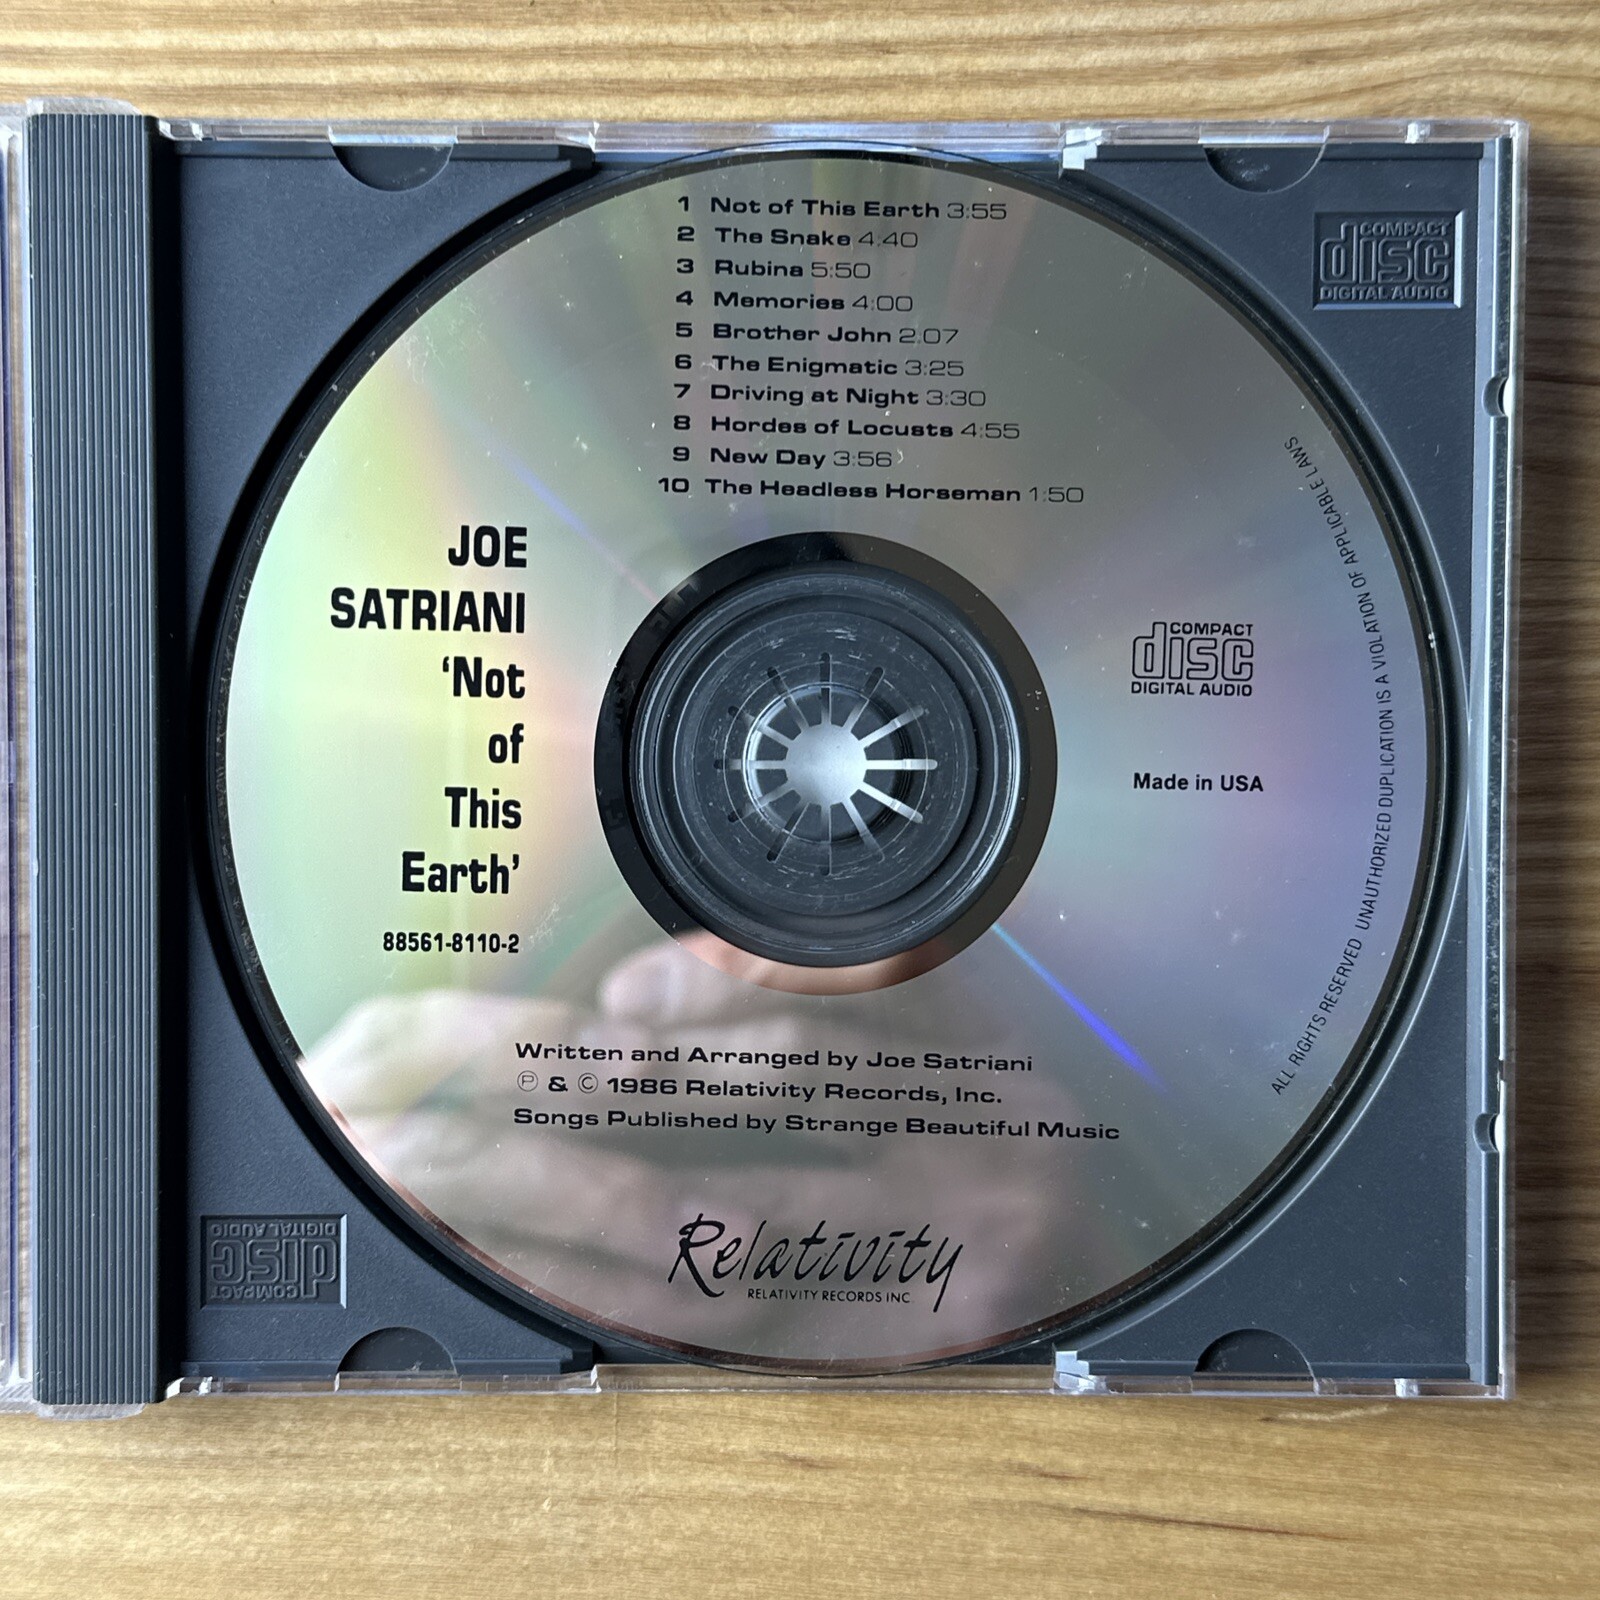 1 Not of This Earth 3:55
2 The Snake 4:40
3 Rubina 5:50
4 Memories 4:00
5 Brother John 2:07
6 The Enigmatic 3:25
7 Driving at Night 3:30
8 Hordes of Locusts 4:55
9 New Day 3:56
10 The Headless Horseman 1:50
COMPACT
disc
DIGITAL AUDIO
JOE
SATRIANI
‘Not
of
This
Earth’
88561-8110-2
COMPACT
disc
DIGITAL AUDIO
Made in USA
ALL RIGHTS RESERVED UNAUTHORIZED DUPLICATION IS A VIOLATION OF APPLICABLE LAWS
Written and Arranged by Joe Satriani
℗ & © 1986 Relativity Records, Inc.
Songs Published by Strange Beautiful Music
Relativity
RELATIVITY RECORDS INC.
COMPACT
disc
DIGITAL AUDIO